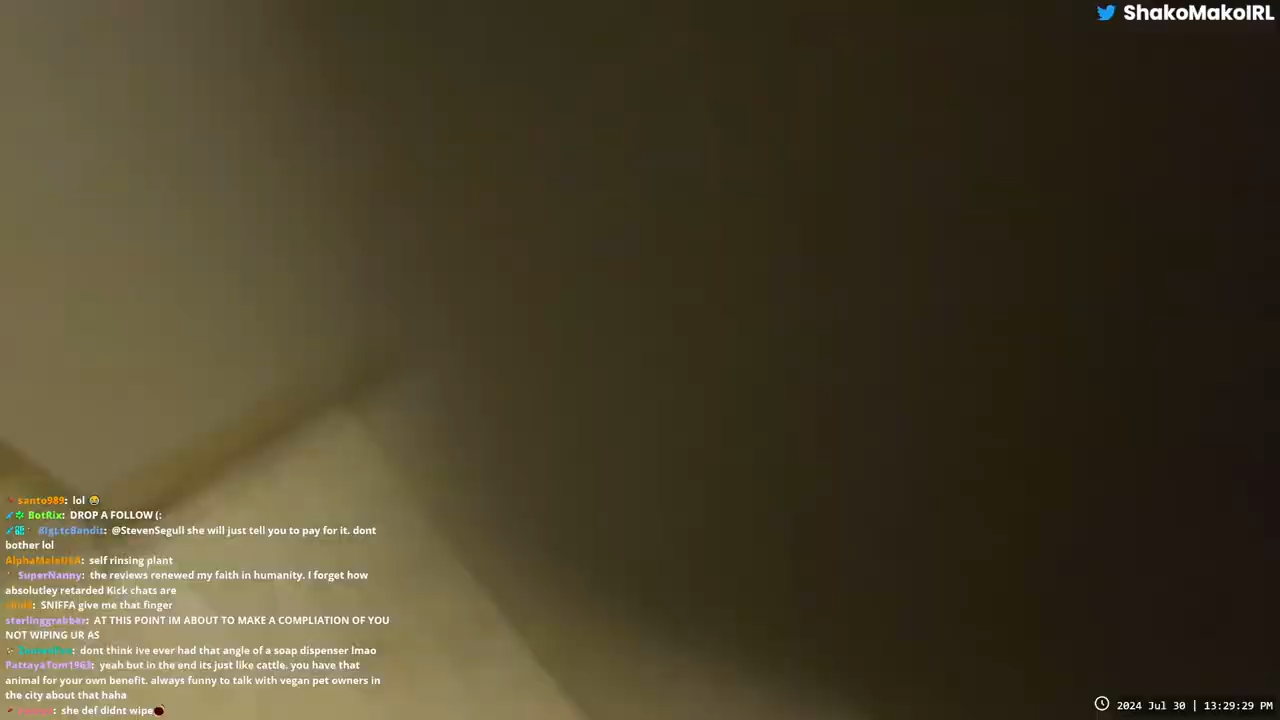 ShakoMakoIRL
santo989: lol
BotRix: DROP A FOLLOW (:
BigLtcBandit: @StevenSegull she will just tell you to pay for it. dont
bother lol
AlphaMaleUSA: self rinsing plant
SuperNanny: the reviews renewed my faith in humanity. I forget how
absolutley retarded Kick chats are
: SNIFFA give me that finger
sterlinggrabbr: AT THIS POINT IM ABOUT TO MAKE A COMPLIATION OF YOU
NOT WIPING UR AS
: dont think ive ever had that angle of a soap dispenser lmao
PattayaTom1963: yeah but in the end its just like cattle. you have that
animal for your own benefit. always funny to talk with vegan pet owners in
the city about that haha
: she def didnt wipe
2024 Jul 30 | 13:29:29 PM